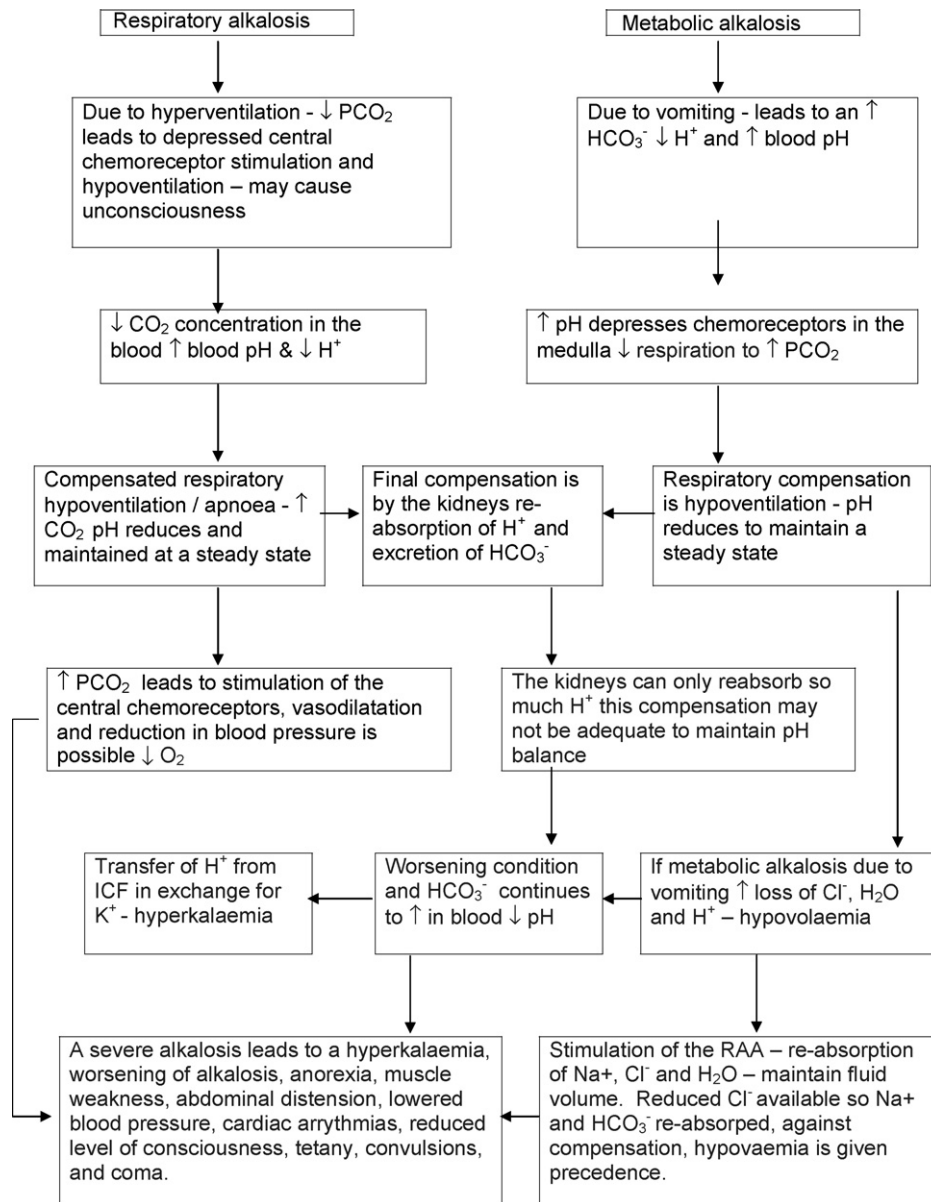 Respiratory alkalosis
Metabolic alkalosis
Due to hyperventilation - ↓ PCO₂
leads to depressed central
chemoreceptor stimulation and
hypoventilation – may cause
unconsciousness
Due to vomiting - leads to an ↑
HCO₃⁻ ↓ H⁺ and ↑ blood pH
↓ CO₂ concentration in the
blood ↑ blood pH & ↓ H⁺
↑ pH depresses chemoreceptors in the
medulla ↓ respiration to ↑ PCO₂
Compensated respiratory
hypoventilation / apnoea - ↑
CO₂ pH reduces and
maintained at a steady state
Final compensation is
by the kidneys re-
absorption of H⁺ and
excretion of HCO₃⁻
Respiratory compensation
is hypoventilation - pH
reduces to maintain a
steady state
↑ PCO₂ leads to stimulation of the
central chemoreceptors, vasodilatation
and reduction in blood pressure is
possible ↓ O₂
The kidneys can only reabsorb so
much H⁺ this compensation may
not be adequate to maintain pH
balance
Transfer of H⁺ from
ICF in exchange for
K⁺ - hyperkalaemia
Worsening condition
and HCO₃⁻ continues
to ↑ in blood ↓ pH
If metabolic alkalosis due to
vomiting ↑ loss of Cl⁻, H₂O
and H⁺ – hypovolaemia
A severe alkalosis leads to a hyperkalaemia,
worsening of alkalosis, anorexia, muscle
weakness, abdominal distension, lowered
blood pressure, cardiac arrythmias, reduced
level of consciousness, tetany, convulsions,
and coma.
Stimulation of the RAA – re-absorption
of Na+, Cl⁻ and H₂O – maintain fluid
volume. Reduced Cl⁻ available so Na+
and HCO₃⁻ re-absorped, against
compensation, hypovaemia is given
precedence.